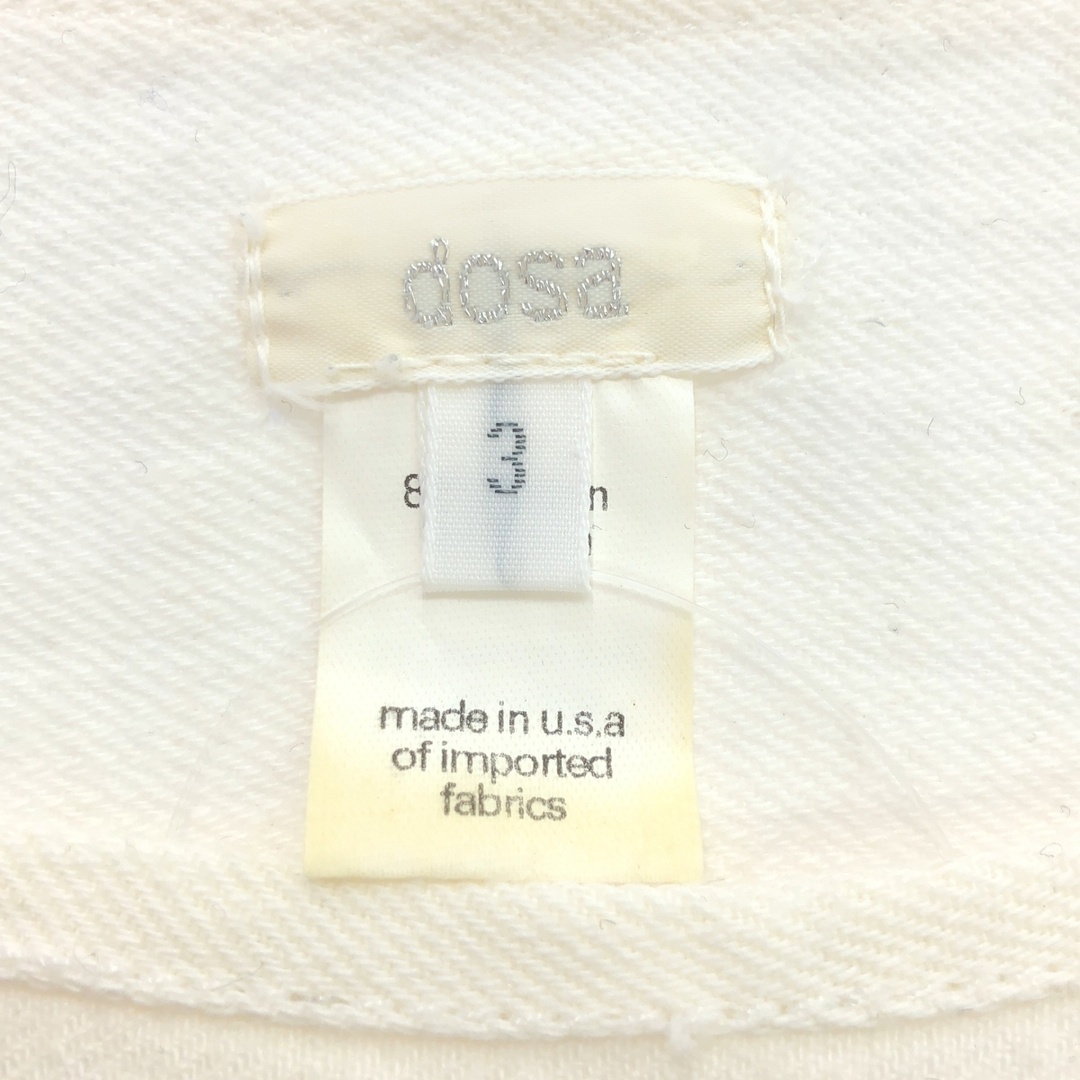 dosa
3
made in u.s.a
of imported
fabrics